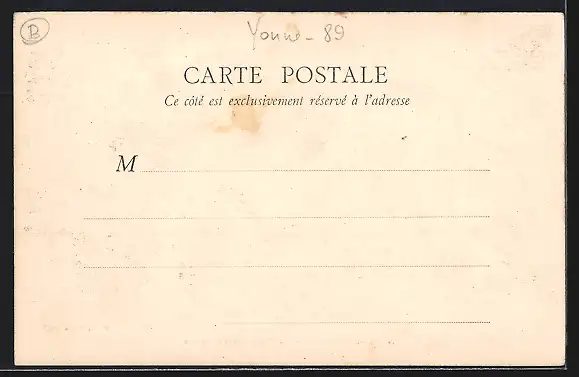 B
Yonne - 89
CARTE POSTALE
Ce côté est exclusivement réservé à l'adresse
M